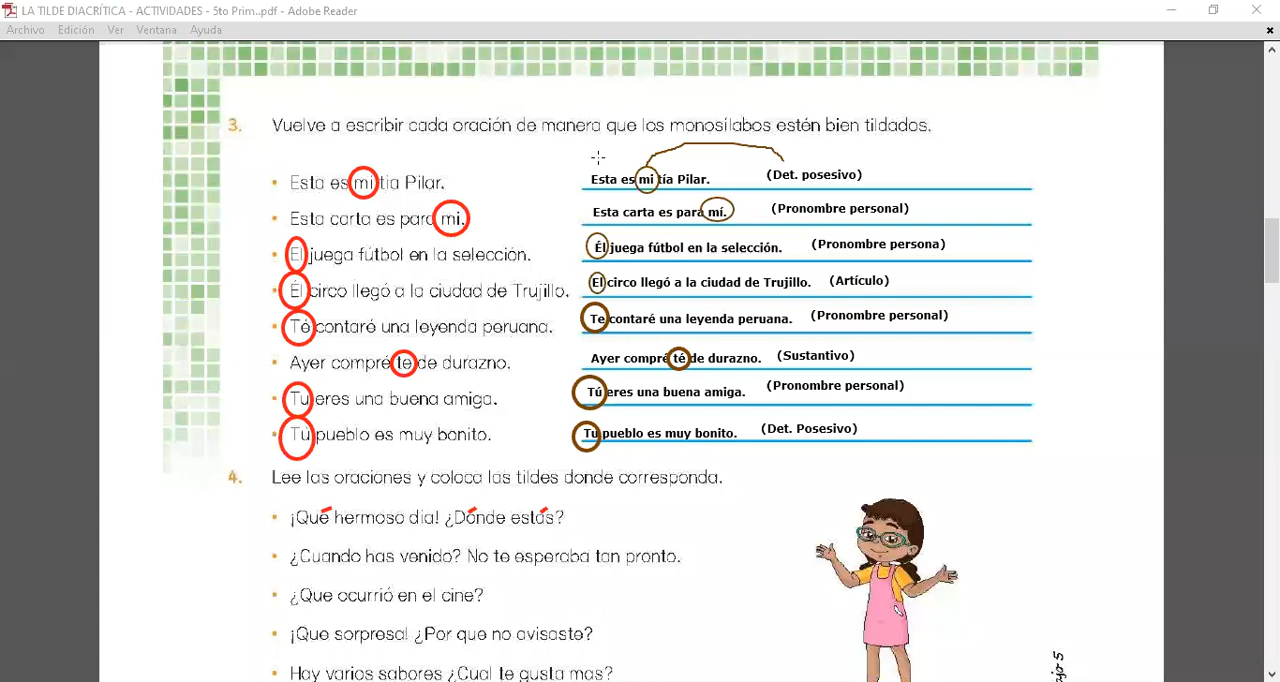 LA TILDE DIACRÍTICA - ACTIVIDADES - 5to Prim..pdf - Adobe Reader
Archivo Edición Ver Ventana Ayuda
3. Vuelve a escribir cada oración de manera que los monosílabos estén bien tildados.
• Esta es mi tía Pilar. Esta es mi tía Pilar. (Det. posesivo)
• Esta carta es para mi. Esta carta es para mí. (Pronombre personal)
• El juega fútbol en la selección. Él juega fútbol en la selección. (Pronombre persona)
• Él circo llegó a la ciudad de Trujillo. El circo llegó a la ciudad de Trujillo. (Artículo)
• Té contaré una leyenda peruana. Te contaré una leyenda peruana. (Pronombre personal)
• Ayer compré te de durazno. Ayer compré té de durazno. (Sustantivo)
• Tu eres una buena amiga. Tú eres una buena amiga. (Pronombre personal)
• Tú pueblo es muy bonito. Tu pueblo es muy bonito. (Det. Posesivo)
4. Lee las oraciones y coloca las tildes donde corresponda.
• ¡Qué hermoso dia! ¿Dónde estás?
• ¿Cuando has venido? No te esperaba tan pronto.
• ¿Que ocurrió en el cine?
• ¡Que sorpresa! ¿Por que no avisaste?
• Hay varios sabores ¿Cual te gusta mas?